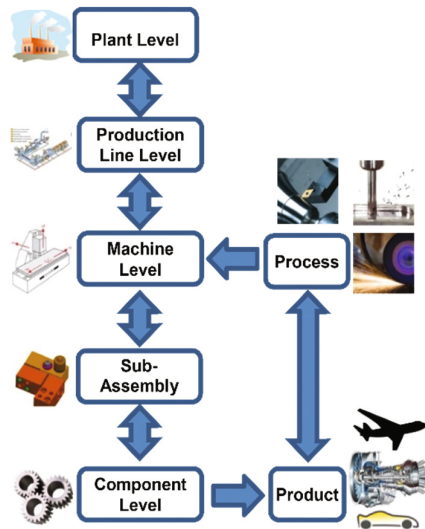 Plant Level
Production
Line Level
Machine
Level
Process
Sub-
Assembly
Component
Level
Product